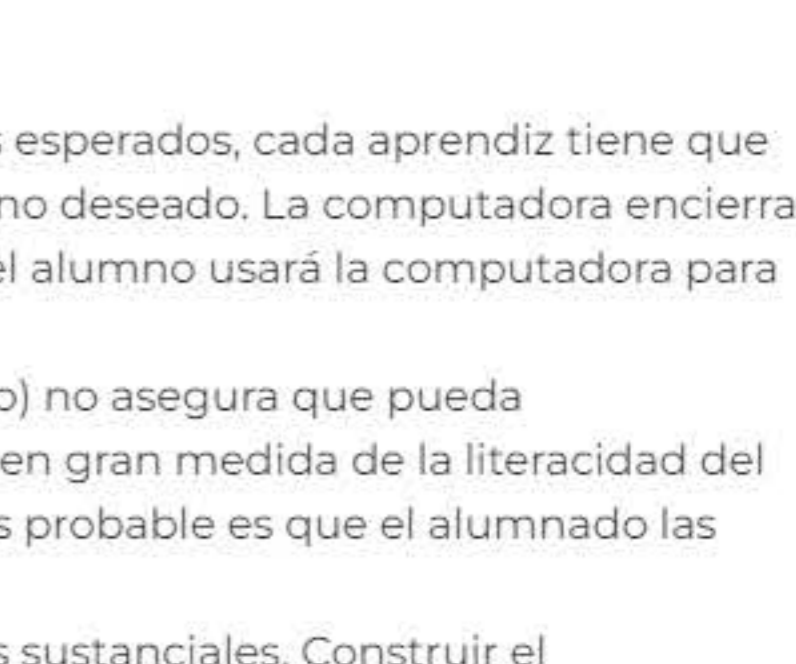 esperados, cada aprendiz tiene que
no deseado. La computadora encierra
el alumno usará la computadora para
o) no asegura que pueda
en gran medida de la literacidad del
s probable es que el alumnado las
s sustanciales. Construir el